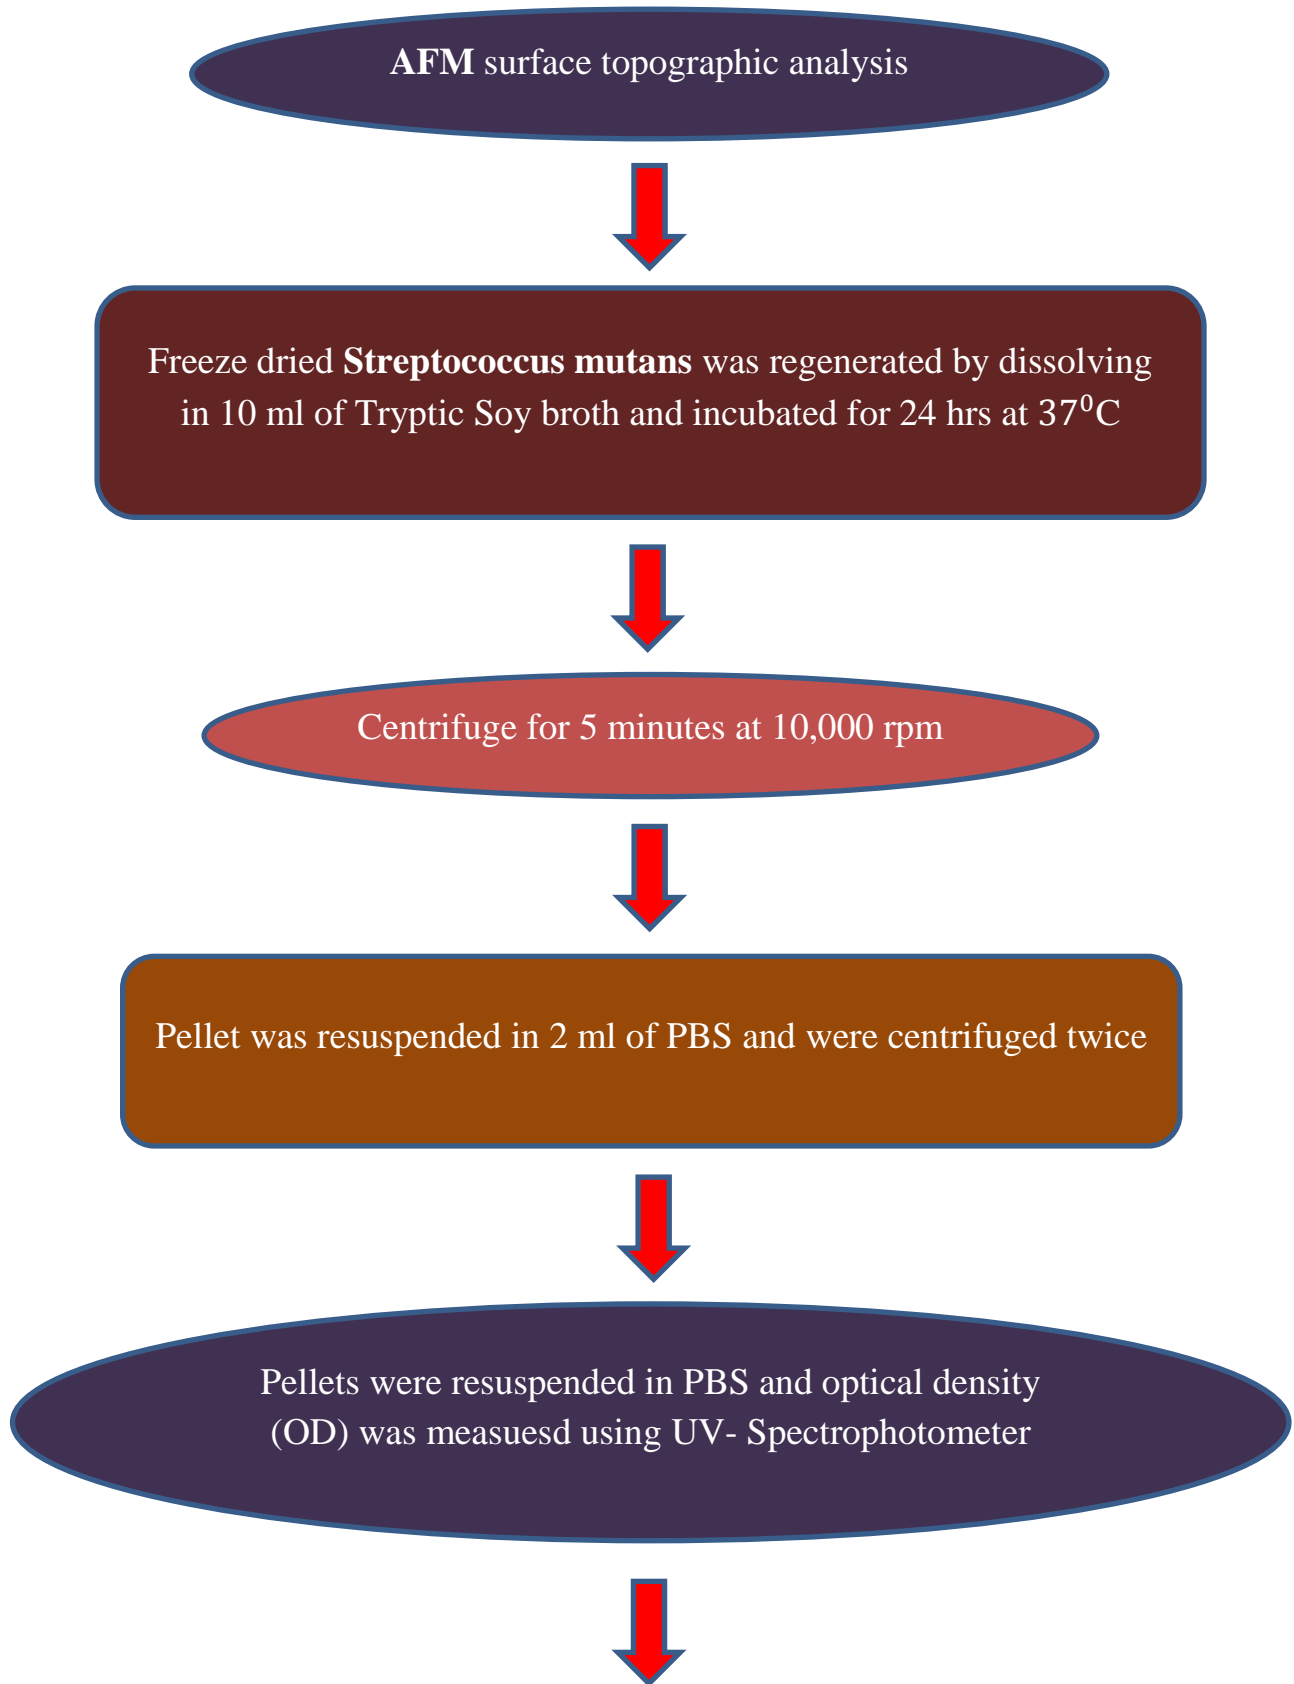 AFM surface topographic analysis
Freeze dried Streptococcus mutans was regenerated by dissolving
in 10 ml of Tryptic Soy broth and incubated for 24 hrs at 37⁰C
Centrifuge for 5 minutes at 10,000 rpm
Pellet was resuspended in 2 ml of PBS and were centrifuged twice
Pellets were resuspended in PBS and optical density
(OD) was measuesd using UV- Spectrophotometer